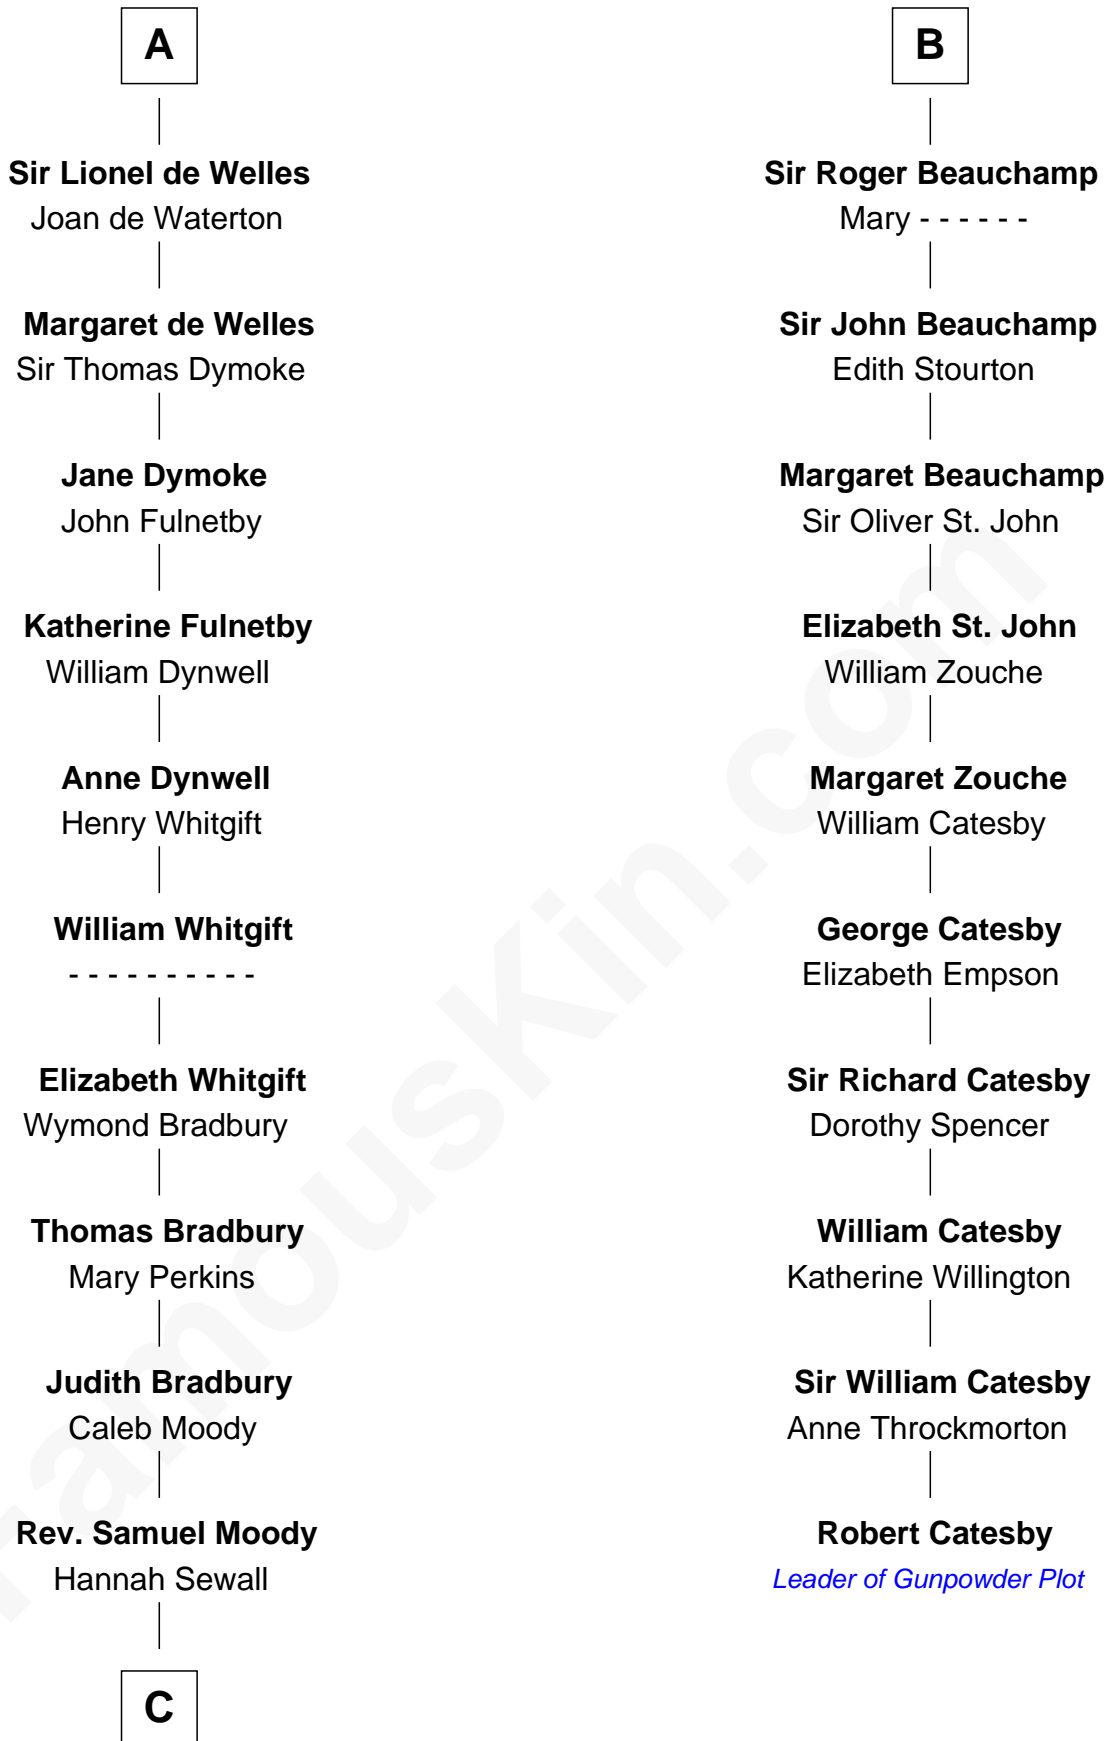 A
Sir Lionel de Welles
Joan de Waterton
Margaret de Welles
Sir Thomas Dymoke
Jane Dymoke
John Fulnetby
Katherine Fulnetby
William Dynwell
Anne Dynwell
Henry Whitgift
William Whitgift
- - - - - - - - - -
Elizabeth Whitgift
Wymond Bradbury
Thomas Bradbury
Mary Perkins
Judith Bradbury
Caleb Moody
Rev. Samuel Moody
Hannah Sewall
C
B
Sir Roger Beauchamp
Mary - - - - - -
Sir John Beauchamp
Edith Stourton
Margaret Beauchamp
Sir Oliver St. John
Elizabeth St. John
William Zouche
Margaret Zouche
William Catesby
George Catesby
Elizabeth Empson
Sir Richard Catesby
Dorothy Spencer
William Catesby
Katherine Willington
Sir William Catesby
Anne Throckmorton
Robert Catesby
Leader of Gunpowder Plot
FamousKin.com